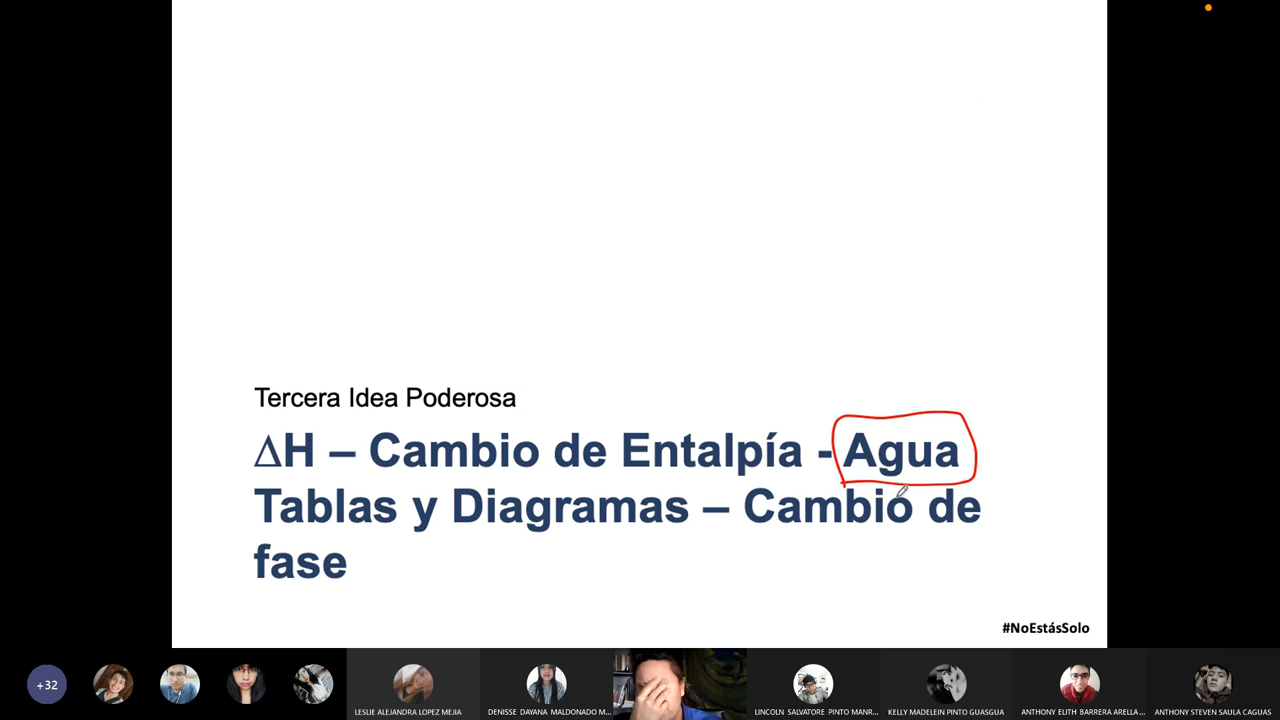 Tercera Idea Poderosa
∆H – Cambio de Entalpía - Agua
Tablas y Diagramas – Cambio de
fase
#NoEstásSolo
+32
LESLIE ALEJANDRA LOPEZ MEJIA
DENISSE DAYANA MALDONADO M...
LINCOLN SALVATORE PINTO MANR...
KELLY MADELEIN PINTO GUASGUA
ANTHONY ELITH BARRERA ARELLA ...
ANTHONY STEVEN SAULA CAGUAS